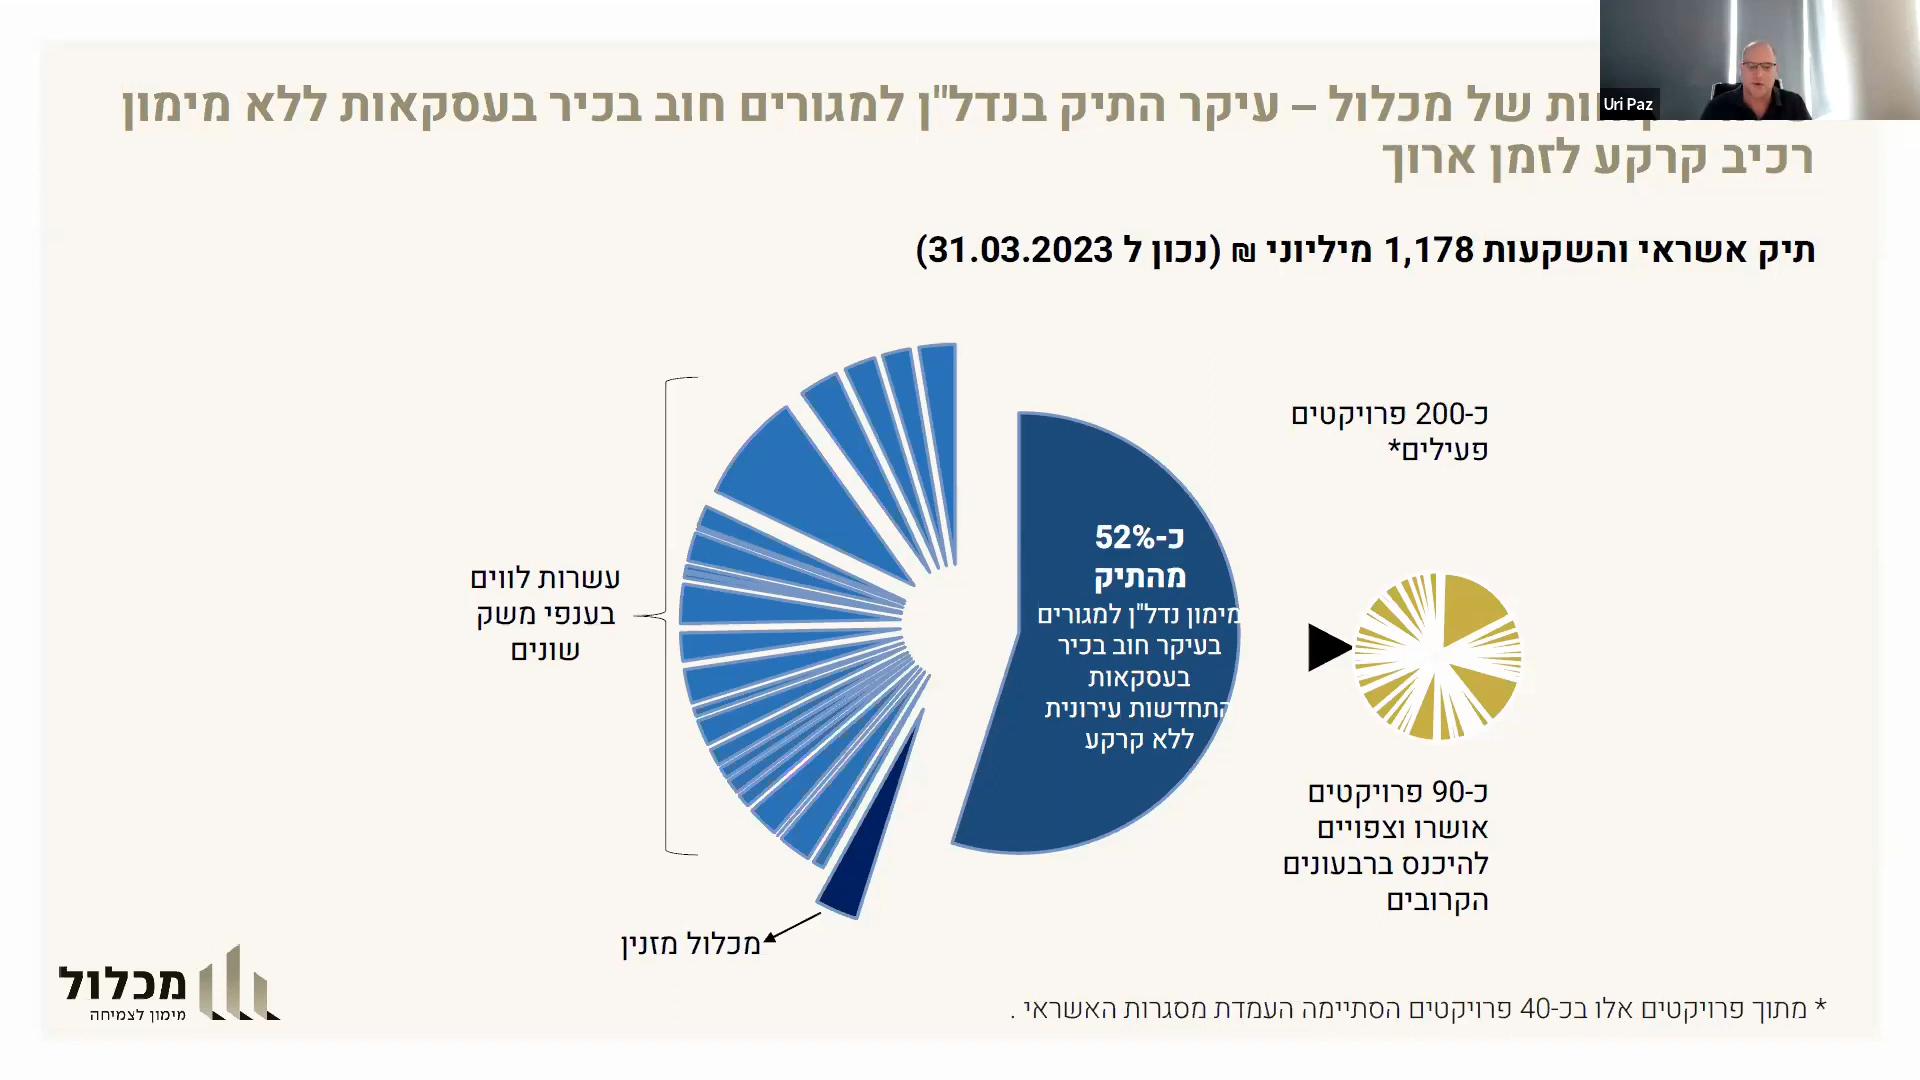 Uri Paz
של מכלול – עיקר התיק בנדל"ן למגורים חוב בכיר בעסקאות ללא מימון
רכיב קרקע לזמן ארוך
תיק אשראי והשקעות 1,178 מיליוני ₪ (נכון ל 31.03.2023)
כ-200 פרויקטים
פעילים*
כ-52%
מהתיק
מימון נדל"ן למגורים
בעיקר חוב בכיר
בעסקאות
התחדשות עירונית
ללא קרקע
עשרות לווים
בענפי משק
שונים
כ-90 פרויקטים
אושרו וצפויים
להיכנס ברבעונים
הקרובים
מכלול מזנין
* מתוך פרויקטים אלו בכ-40 פרויקטים הסתיימה העמדת מסגרות האשראי .
מכלול
מימון לצמיחה